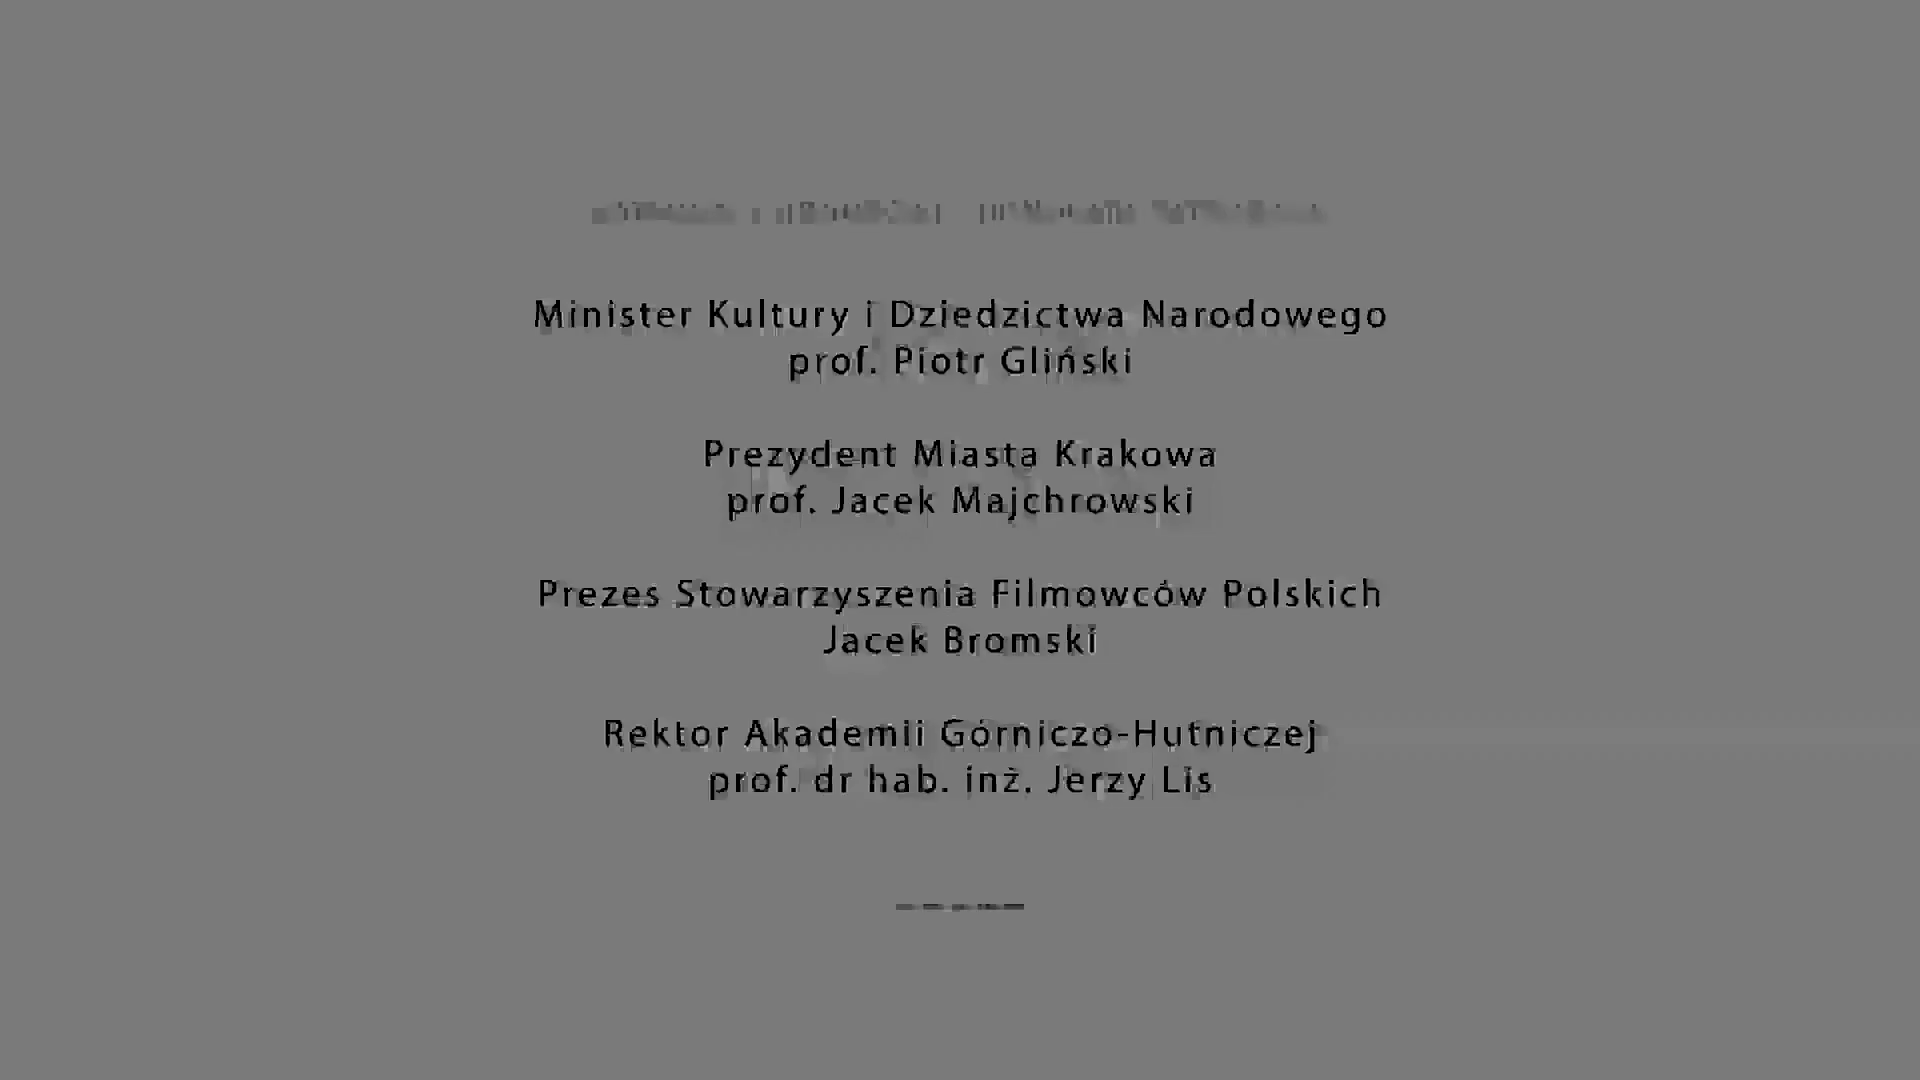 Minister Kultury i Dziedzictwa Narodowego
prof. Piotr Gliński
Prezydent Miasta Krakowa
prof. Jacek Majchrowski
Prezes Stowarzyszenia Filmowców Polskich
Jacek Bromski
Rektor Akademii Górniczo-Hutniczej
prof. dr hab. inż. Jerzy Lis